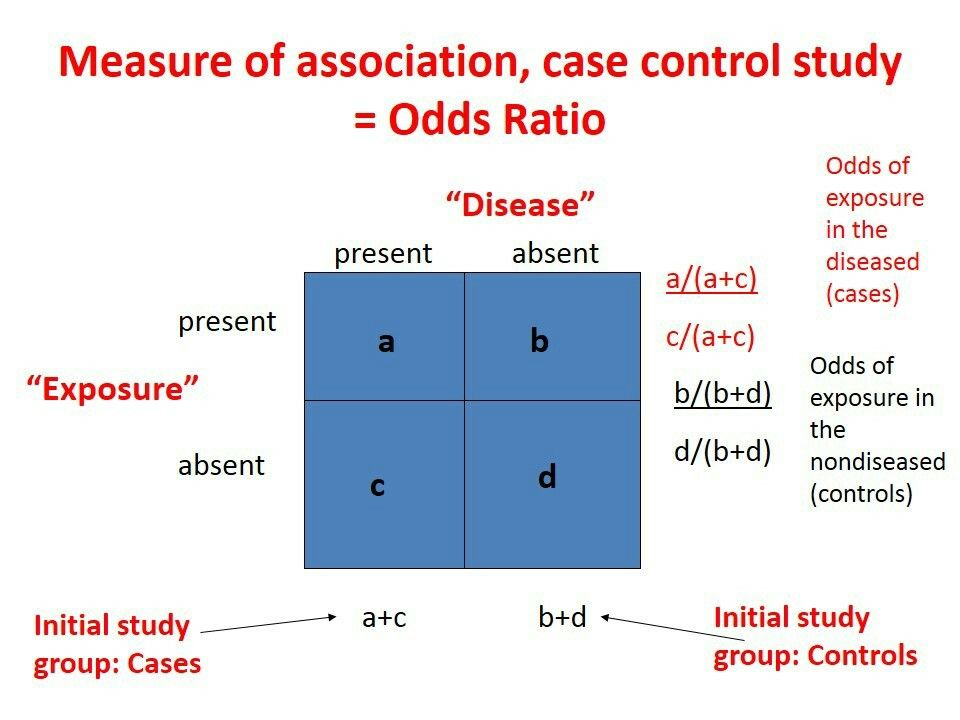 Measure of association, case control study
= Odds Ratio
“Disease”
present absent
“Exposure”
present
absent
a b
c d
a/(a+c)
c/(a+c)
Odds of
exposure
in the
diseased
(cases)
b/(b+d)
d/(b+d)
Odds of
exposure in
the
nondiseased
(controls)
Initial study
group: Cases
a+c b+d
Initial study
group: Controls